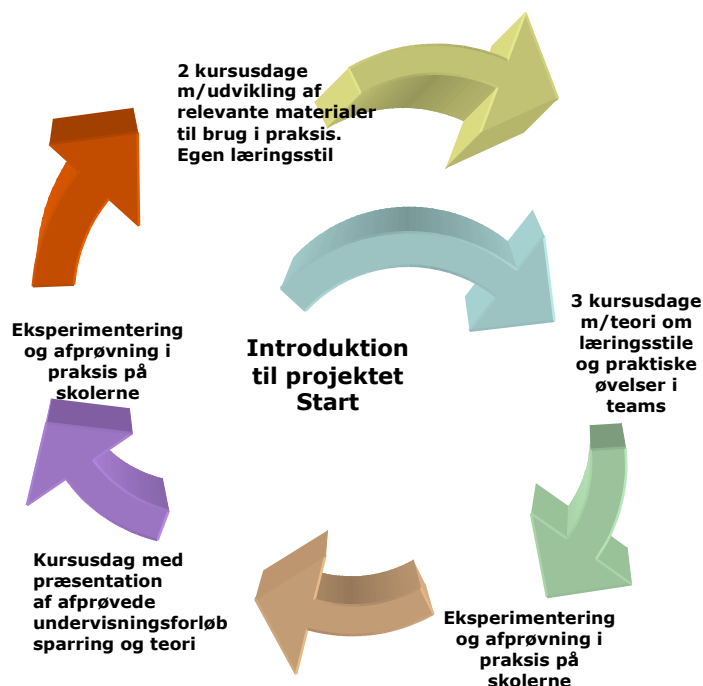 2 kursusdage
m/udvikling af
relevante materialer
til brug i praksis.
Egen læringsstil
Introduktion
til projektet
Start
3 kursusdage
m/teori om
læringsstile
og praktiske
øvelser i
teams
Eksperimentering
og afprøvning i
praksis på
skolerne
Kursusdag med
præsentation
af afprøvede
undervisningsforløb
sparring og teori
Eksperimentering
og afprøvning i
praksis på
skolerne